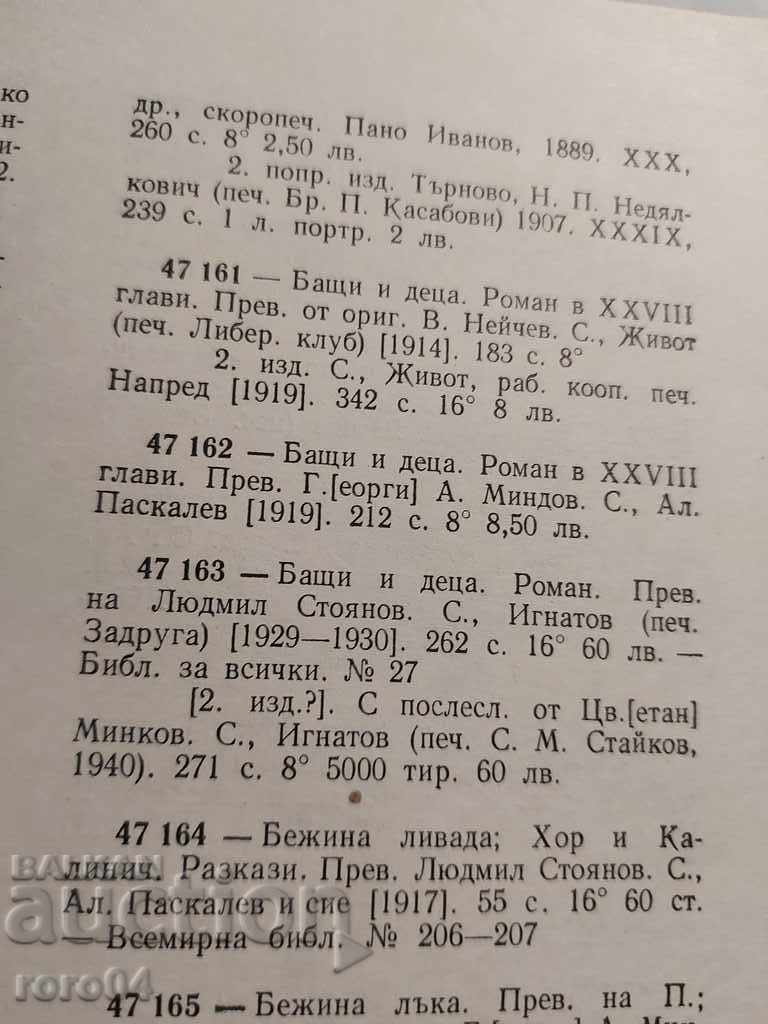 ко
н-
и-
2.
др., скоропеч. Пано Иванов, 1889. XXX,
260 с. 8° 2,50 лв.
2. попр. изд. Търново, Н. П. Недял-
кович (печ. Бр. П. Касабови) 1907. XXXIX,
239 с. 1 л. портр. 2 лв.
47 161 — Бащи и деца. Роман в XXVIII
глави. Прев. от ориг. В. Нейчев. С., Живот
(печ. Либер. клуб) [1914]. 183 с. 8°
2. изд. С., Живот, раб. кооп. печ.
Напред [1919]. 342 с. 16° 8 лв.
47 162 — Бащи и деца. Роман в XXVIII
глави. Прев. Г.[еорги] А. Миндов. С., Ал.
Паскалев [1919]. 212 с. 8° 8,50 лв.
47 163 — Бащи и деца. Роман. Прев.
на Людмил Стоянов. С., Игнатов (печ.
Задруга) [1929—1930]. 262 с. 16° 60 лв. —
Библ. за всички. № 27
[2. изд.?]. С послесл. от Цв.[етан]
Минков. С., Игнатов (печ. С. М. Стайков,
1940). 271 с. 8° 5000 тир. 60 лв.
47 164 — Бежина ливада; Хор и Ка-
линич. Разкази. Прев. Людмил Стоянов. С.,
Ал. Паскалев и сие [1917]. 55 с. 16° 60 ст.
— Всемирна библ. № 206—207
47 165 — Бежина лъка. Прев. на П.;
BALKAN
auction
roro04